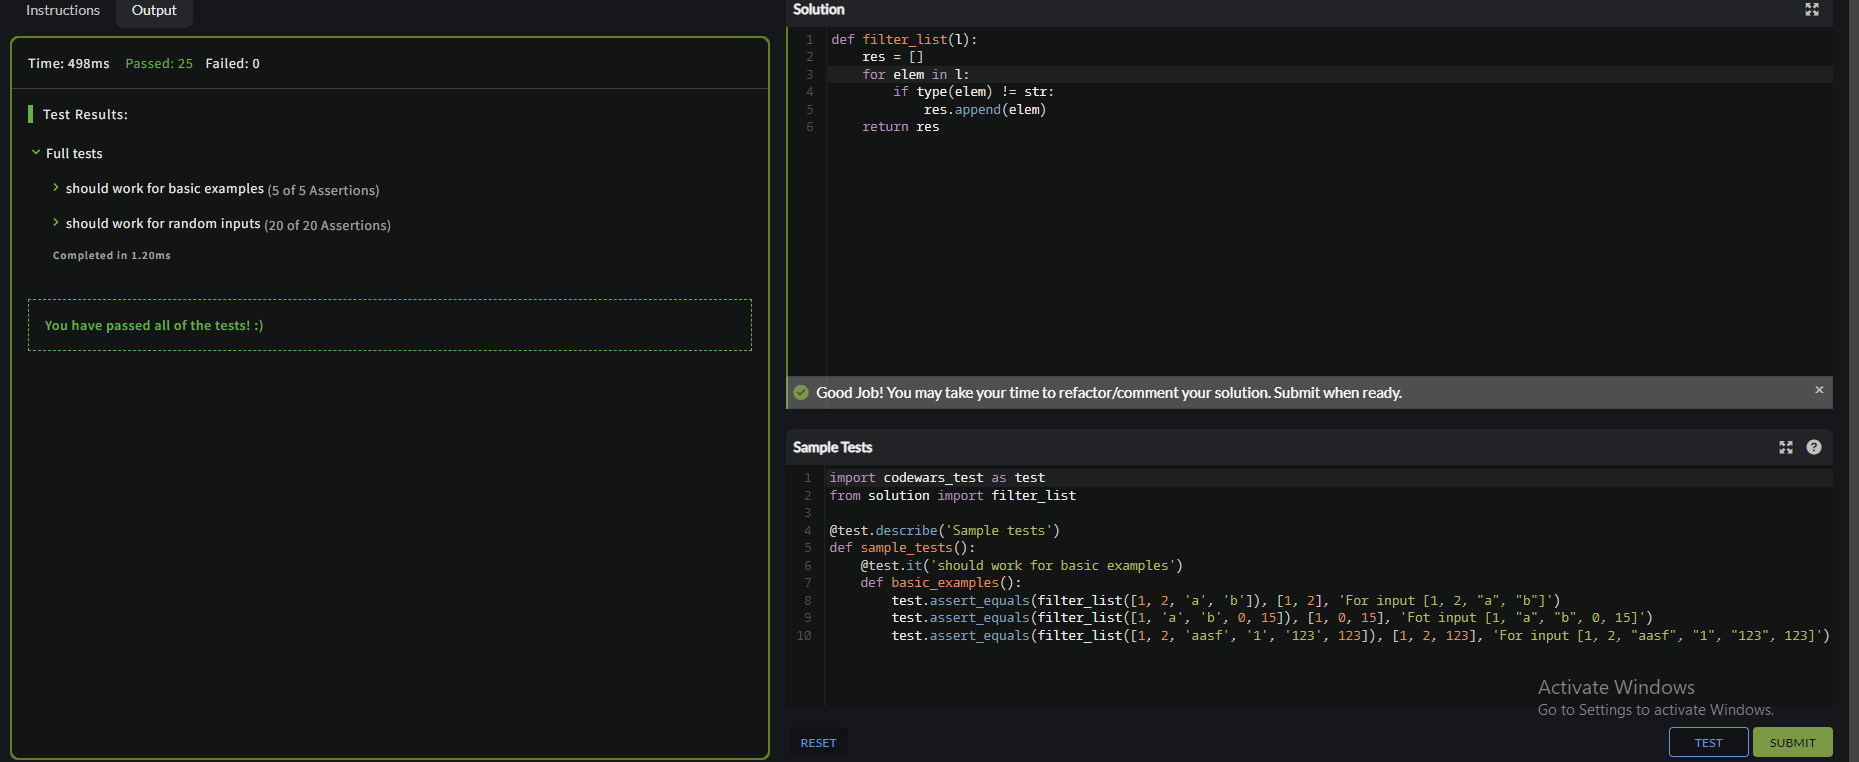 Instructions Output
Time: 498ms Passed: 25 Failed: 0
Test Results:
Full tests
should work for basic examples (5 of 5 Assertions)
should work for random inputs (20 of 20 Assertions)
Completed in 1.20ms
You have passed all of the tests! :)
Solution
1 def filter_list(l):
2     res = []
3     for elem in l:
4         if type(elem) != str:
5             res.append(elem)
6     return res
Good Job! You may take your time to refactor/comment your solution. Submit when ready. ×
Sample Tests ?
1 import codewars_test as test
2 from solution import filter_list
3
4 @test.describe('Sample tests')
5 def sample_tests():
6     @test.it('should work for basic examples')
7     def basic_examples():
8         test.assert_equals(filter_list([1, 2, 'a', 'b']), [1, 2], 'For input [1, 2, "a", "b"]')
9         test.assert_equals(filter_list([1, 'a', 'b', 0, 15]), [1, 0, 15], 'Fot input [1, "a", "b", 0, 15]')
10         test.assert_equals(filter_list([1, 2, 'aasf', '1', '123', 123]), [1, 2, 123], 'For input [1, 2, "aasf", "1", "123", 123]')
Activate Windows
Go to Settings to activate Windows.
RESET TEST SUBMIT